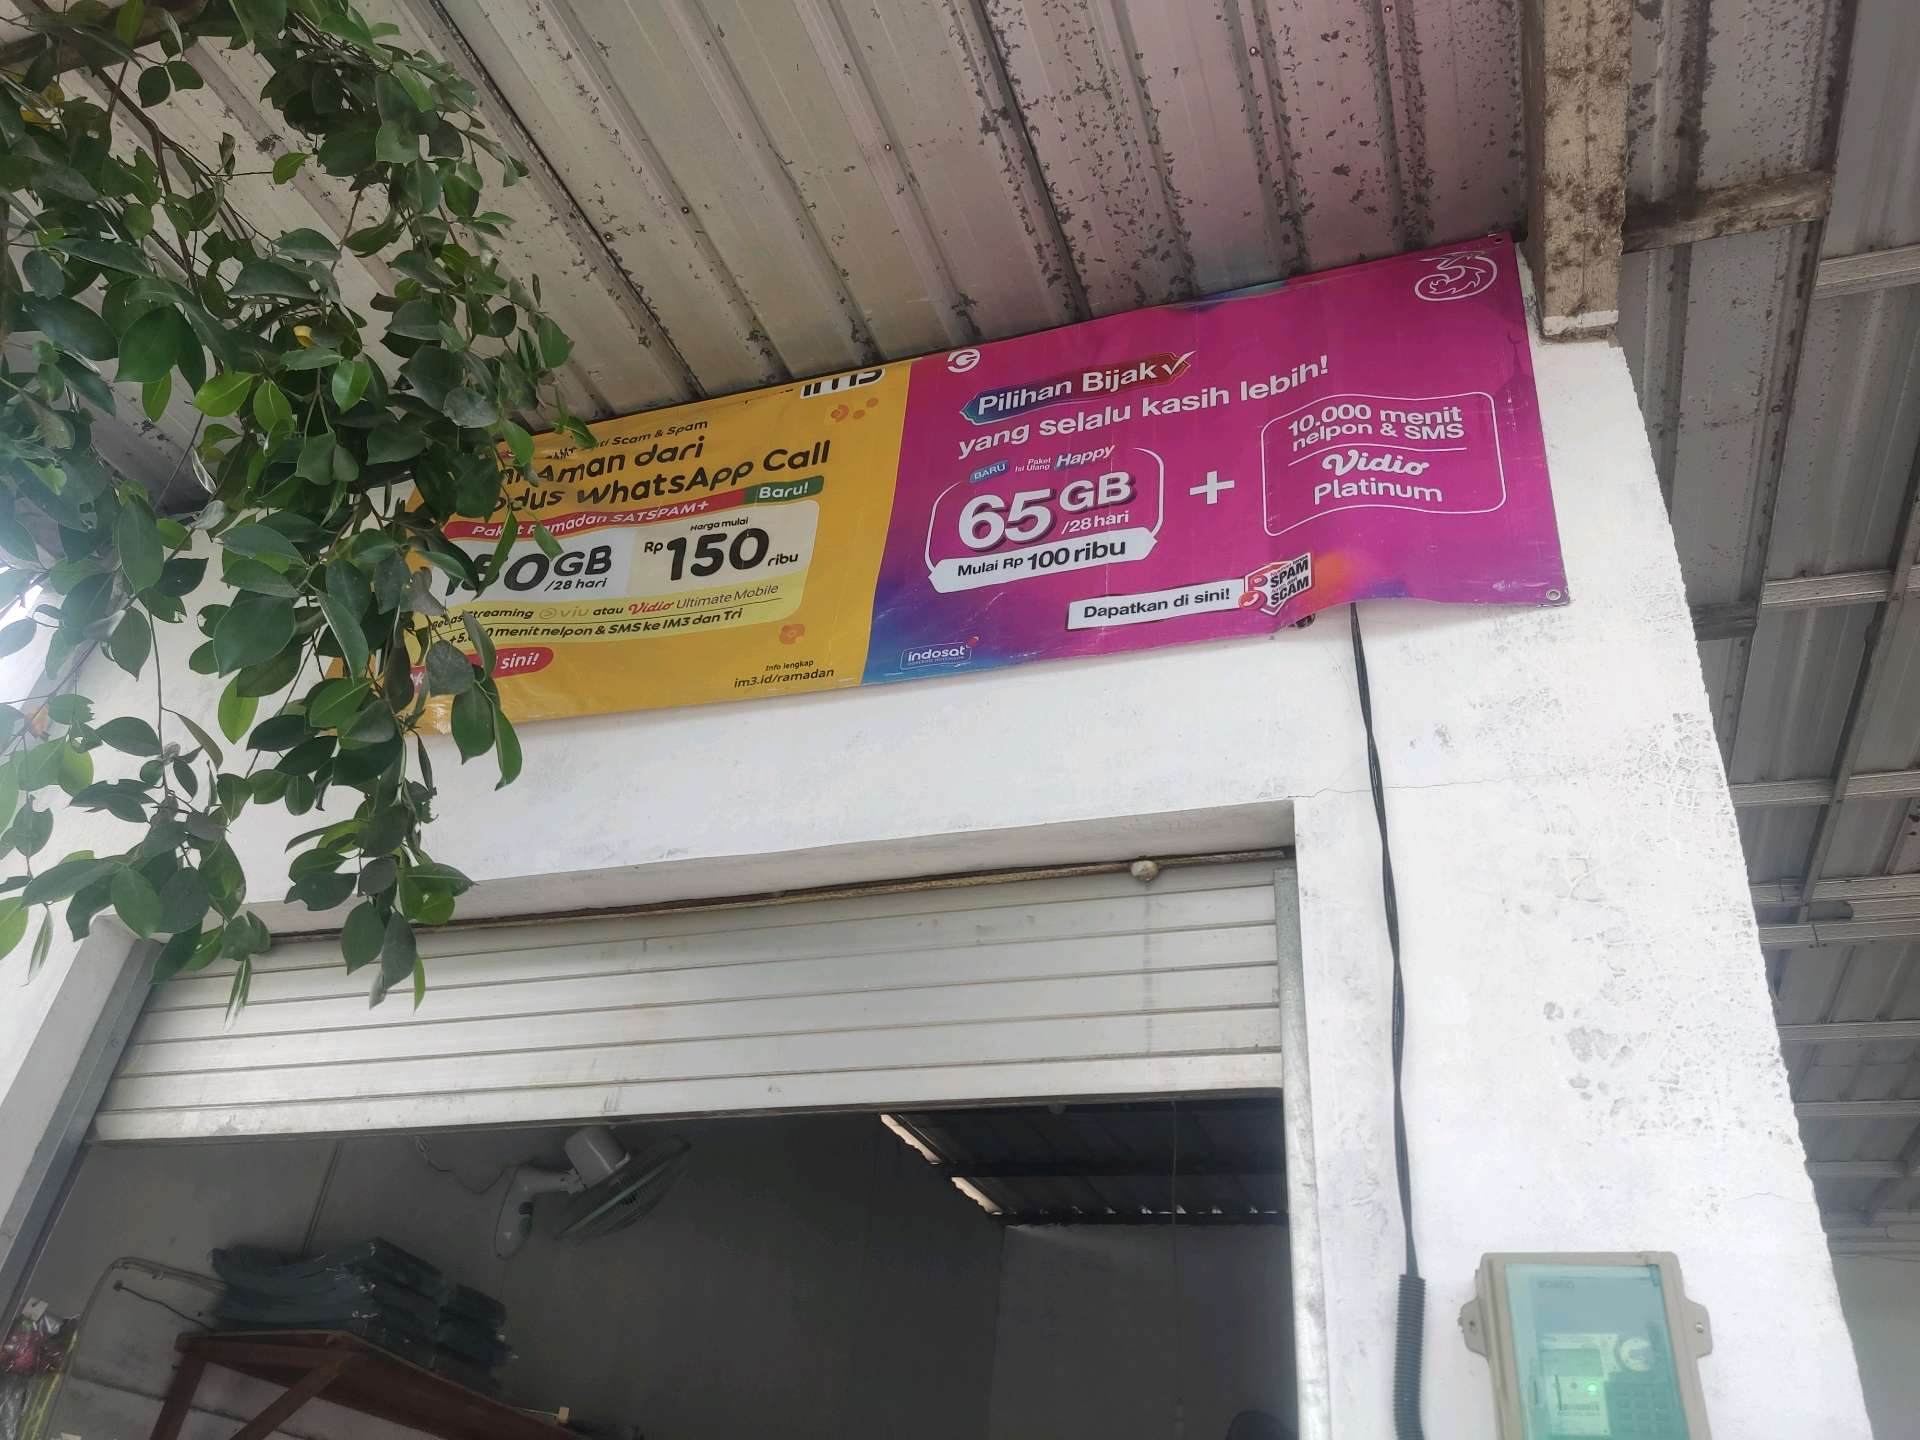 im3
Scam & Spam
Aman dari
WhatsApp Call
Paket Ramadan SATSPAM+ Baru!
GB
/28 hari
Harga mulai
Rp 150 ribu
Streaming viu atau Vidio Ultimate Mobile
menit nelpon & SMS ke IM3 dan Tri
sini!
Info lengkap
im3.id/ramadan
Pilihan Bijak
yang selalu kasih lebih!
BARU Paket Isi Ulang Happy
65GB
/28 hari
Mulai Rp 100 ribu
+
10.000 menit
nelpon & SMS
Vidio
Platinum
Dapatkan di sini!
SPAM
SCAM
indosat